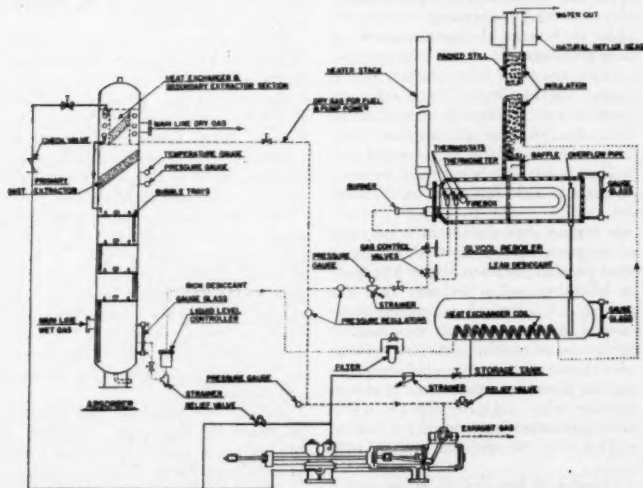 VAPOR OUT
NATURAL REFLUX HEAD
PACKED STILL
HEATER STACK
INSULATION
HEAT EXCHANGER &
SECONDARY EXTRACTOR SECTION
MAIN LINE DRY GAS
DRY GAS FOR FUEL
CHECK VALVE
TEMPERATURE GAUGE
PRESSURE GAUGE
PRIMARY
MIST EXTRACTOR
BUBBLE TRAYS
THERMOSTATS
THERMOMETER
BAFFLE
OVERFLOW PIPE
GAUGE
GLASS
BURNER
FIREBOX
GAS CONTROL
VALVES
GLYCOL REBOILER
LEAN DESICCANT
PRESSURE
GAUGE
STRAINER
RICH DESICCANT
GAUGE GLASS
LIQUID LEVEL
CONTROLLER
MAIN LINE
WET GAS
PRESSURE REGULATORS
HEAT EXCHANGER COIL
GAUGE
GLASS
FILTER
STORAGE TANK
STRAINER
RELIEF VALVE
ABSORBER
STRAINER
RELIEF VALVE
PRESSURE GAUGE
EXHAUST GAS